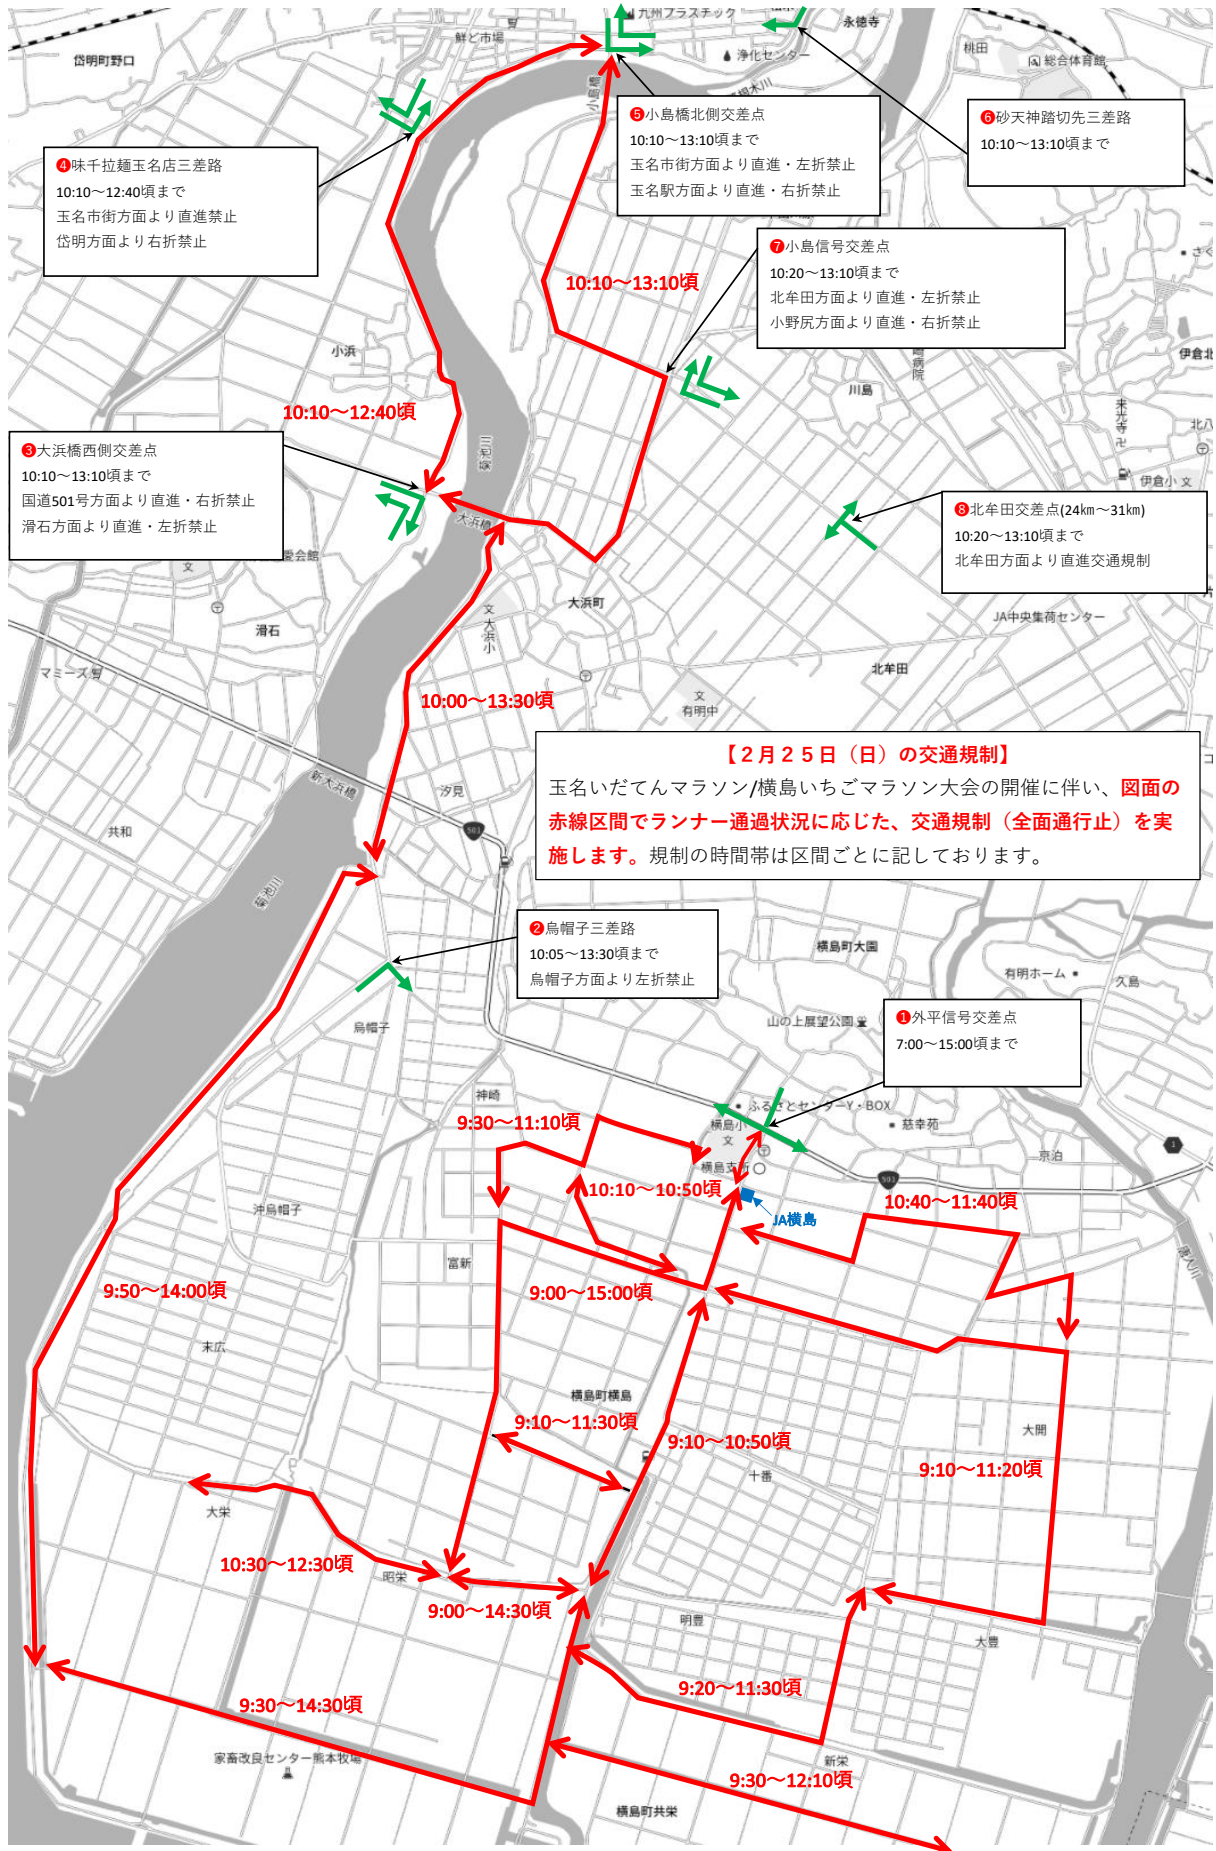 九州プラスチック
永徳寺
鮮ど市場
浄化センター
桃田
総合体育館
岱明町野口
小島橋
❺小島橋北側交差点
10:10～13:10頃まで
玉名市街方面より直進・左折禁止
玉名駅方面より直進・右折禁止
❻砂天神踏切先三差路
10:10～13:10頃まで
❹味千拉麺玉名店三差路
10:10～12:40頃まで
玉名市街方面より直進禁止
岱明方面より右折禁止
❼小島信号交差点
10:20～13:10頃まで
北牟田方面より直進・左折禁止
小野尻方面より直進・右折禁止
10:10～13:10頃
小浜
川島
伊倉北
来光寺
10:10～12:40頃
❸大浜橋西側交差点
10:10～13:10頃まで
国道501号方面より直進・右折禁止
滑石方面より直進・左折禁止
菊池川
北八
伊倉小 文
大浜橋
❽北牟田交差点(24㎞～31㎞)
10:20～13:10頃まで
北牟田方面より直進交通規制
愛会館
文
大浜町
文 大浜小
滑石
JA中央集荷センター
マミーズ
北牟田
10:00～13:30頃
文
有明中
【２月２５日（日）の交通規制】
玉名いだてんマラソン/横島いちごマラソン大会の開催に伴い、図面の
赤線区間でランナー通過状況に応じた、交通規制（全面通行止）を実
施します。規制の時間帯は区間ごとに記しております。
新大浜橋
汐見
共和
501
菊池川
❷烏帽子三差路
10:05～13:30頃まで
烏帽子方面より左折禁止
横島町大園
有明ホーム
久島
❶外平信号交差点
7:00～15:00頃まで
山の上展望公園
烏帽子
神崎
ふるさとセンターY・BOX
9:30～11:10頃
横島小
文
慈幸苑
1
京泊
横島支所
10:10～10:50頃
501
10:40～11:40頃
沖烏帽子
JA横島
唐人川
富新
9:50～14:00頃
9:00～15:00頃
末広
横島町横島
9:10～11:30頃
9:10～10:50頃
大開
十番
9:10～11:20頃
大栄
10:30～12:30頃
昭栄
9:00～14:30頃
明豊
大豊
9:20～11:30頃
9:30～14:30頃
家畜改良センター熊本牧場
新栄
9:30～12:10頃
横島町共栄